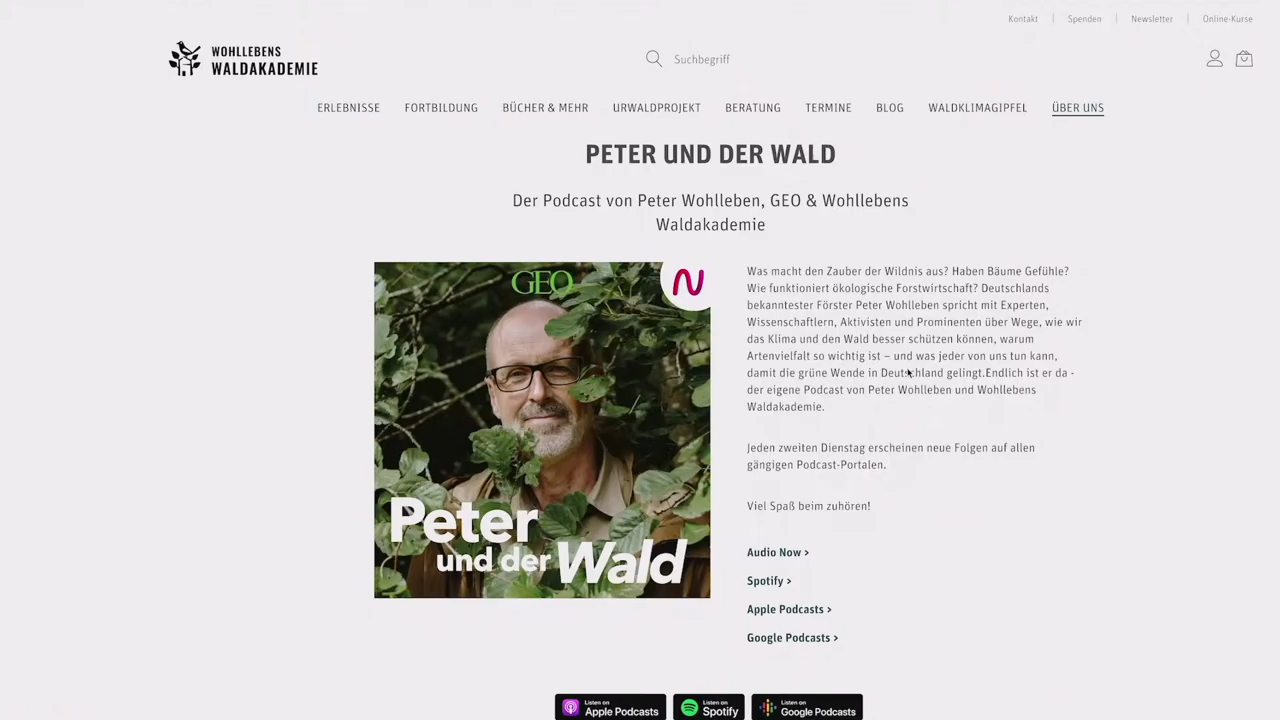 Kontakt
Spenden
Newsletter
Online-Kurse
WOHLLEBENS
WALDAKADEMIE
Suchbegriff
ERLEBNISSE
FORTBILDUNG
BÜCHER & MEHR
URWALDPROJEKT
BERATUNG
TERMINE
BLOG
WALDKLIMAGIPFEL
ÜBER UNS
PETER UND DER WALD
Der Podcast von Peter Wohlleben, GEO & Wohllebens
Waldakademie
GEO
Peter
und der Wald
Was macht den Zauber der Wildnis aus? Haben Bäume Gefühle?
Wie funktioniert ökologische Forstwirtschaft? Deutschlands
bekanntester Förster Peter Wohlleben spricht mit Experten,
Wissenschaftlern, Aktivisten und Prominenten über Wege, wie wir
das Klima und den Wald besser schützen können, warum
Artenvielfalt so wichtig ist – und was jeder von uns tun kann,
damit die grüne Wende in Deutschland gelingt.Endlich ist er da -
der eigene Podcast von Peter Wohlleben und Wohllebens
Waldakademie.
Jeden zweiten Dienstag erscheinen neue Folgen auf allen
gängigen Podcast-Portalen.
Viel Spaß beim zuhören!
Audio Now >
Spotify >
Apple Podcasts >
Google Podcasts >
Listen on
Apple Podcasts
Listen on
Spotify
Listen on
Google Podcasts